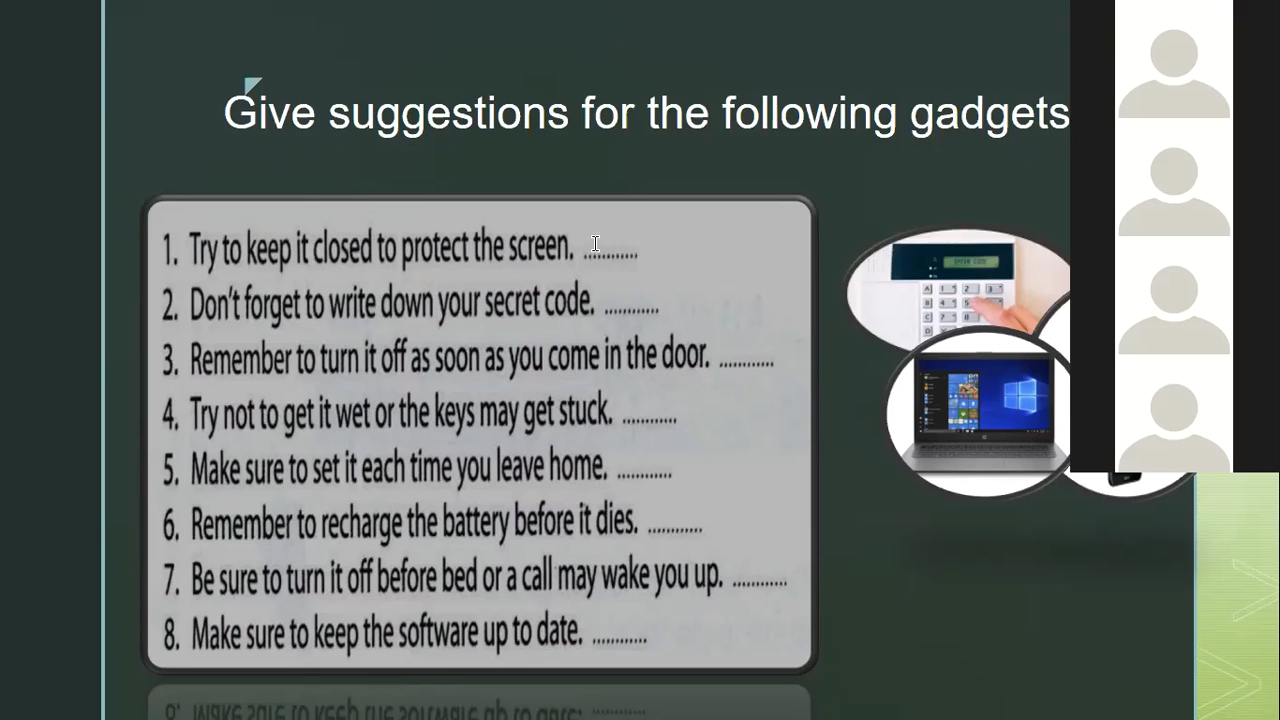 Give suggestions for the following gadgets
1. Try to keep it closed to protect the screen. ............
2. Don't forget to write down your secret code. ............
3. Remember to turn it off as soon as you come in the door. ............
4. Try not to get it wet or the keys may get stuck. ............
5. Make sure to set it each time you leave home. ............
6. Remember to recharge the battery before it dies. ............
7. Be sure to turn it off before bed or a call may wake you up. ............
8. Make sure to keep the software up to date. ............